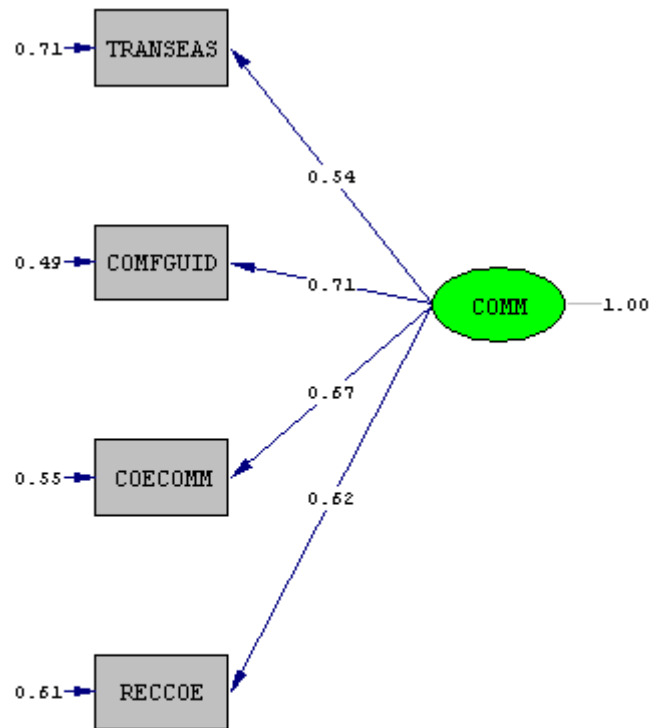 0.71 TRANSEAS
0.54
0.49 COMFGUID
0.71
COMM 1.00
0.67
0.55 COECOMM
0.62
0.61 RECCOE